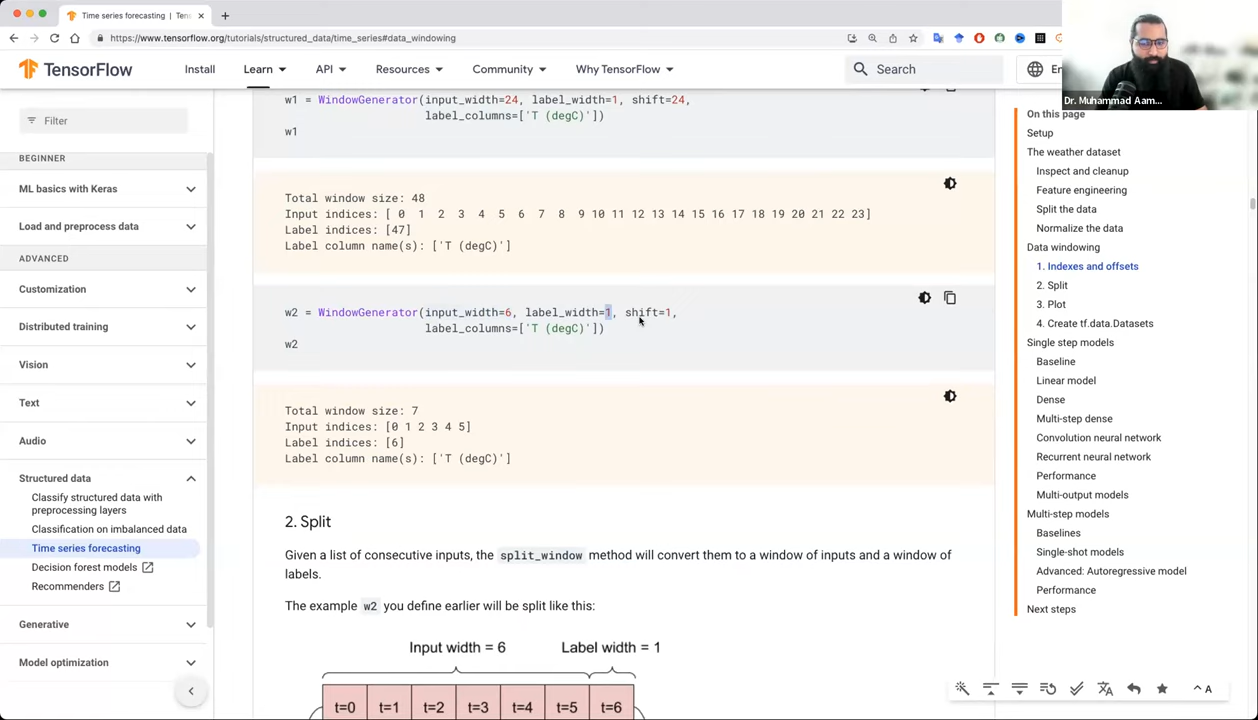 Time series forecasting | Ten
https://www.tensorflow.org/tutorials/structured_data/time_series#data_windowing
TensorFlow
Install
Learn
API
Resources
Community
Why TensorFlow
Search
En
Dr. Muhammad Aam...
Filter
BEGINNER
ML basics with Keras
Load and preprocess data
ADVANCED
Customization
Distributed training
Vision
Text
Audio
Structured data
Classify structured data with
preprocessing layers
Classification on imbalanced data
Time series forecasting
Decision forest models
Recommenders
Generative
Model optimization
w1 = WindowGenerator(input_width=24, label_width=1, shift=24,
label_columns=['T (degC)'])
w1
Total window size: 48
Input indices: [ 0 1 2 3 4 5 6 7 8 9 10 11 12 13 14 15 16 17 18 19 20 21 22 23]
Label indices: [47]
Label column name(s): ['T (degC)']
w2 = WindowGenerator(input_width=6, label_width=1, shift=1,
label_columns=['T (degC)'])
w2
Total window size: 7
Input indices: [0 1 2 3 4 5]
Label indices: [6]
Label column name(s): ['T (degC)']
2. Split
Given a list of consecutive inputs, the split_window method will convert them to a window of inputs and a window of
labels.
The example w2 you define earlier will be split like this:
Input width = 6
Label width = 1
t=0 t=1 t=2 t=3 t=4 t=5 t=6
On this page
Setup
The weather dataset
Inspect and cleanup
Feature engineering
Split the data
Normalize the data
Data windowing
1. Indexes and offsets
2. Split
3. Plot
4. Create tf.data.Datasets
Single step models
Baseline
Linear model
Dense
Multi-step dense
Convolution neural network
Recurrent neural network
Performance
Multi-output models
Multi-step models
Baselines
Single-shot models
Advanced: Autoregressive model
Performance
Next steps
A